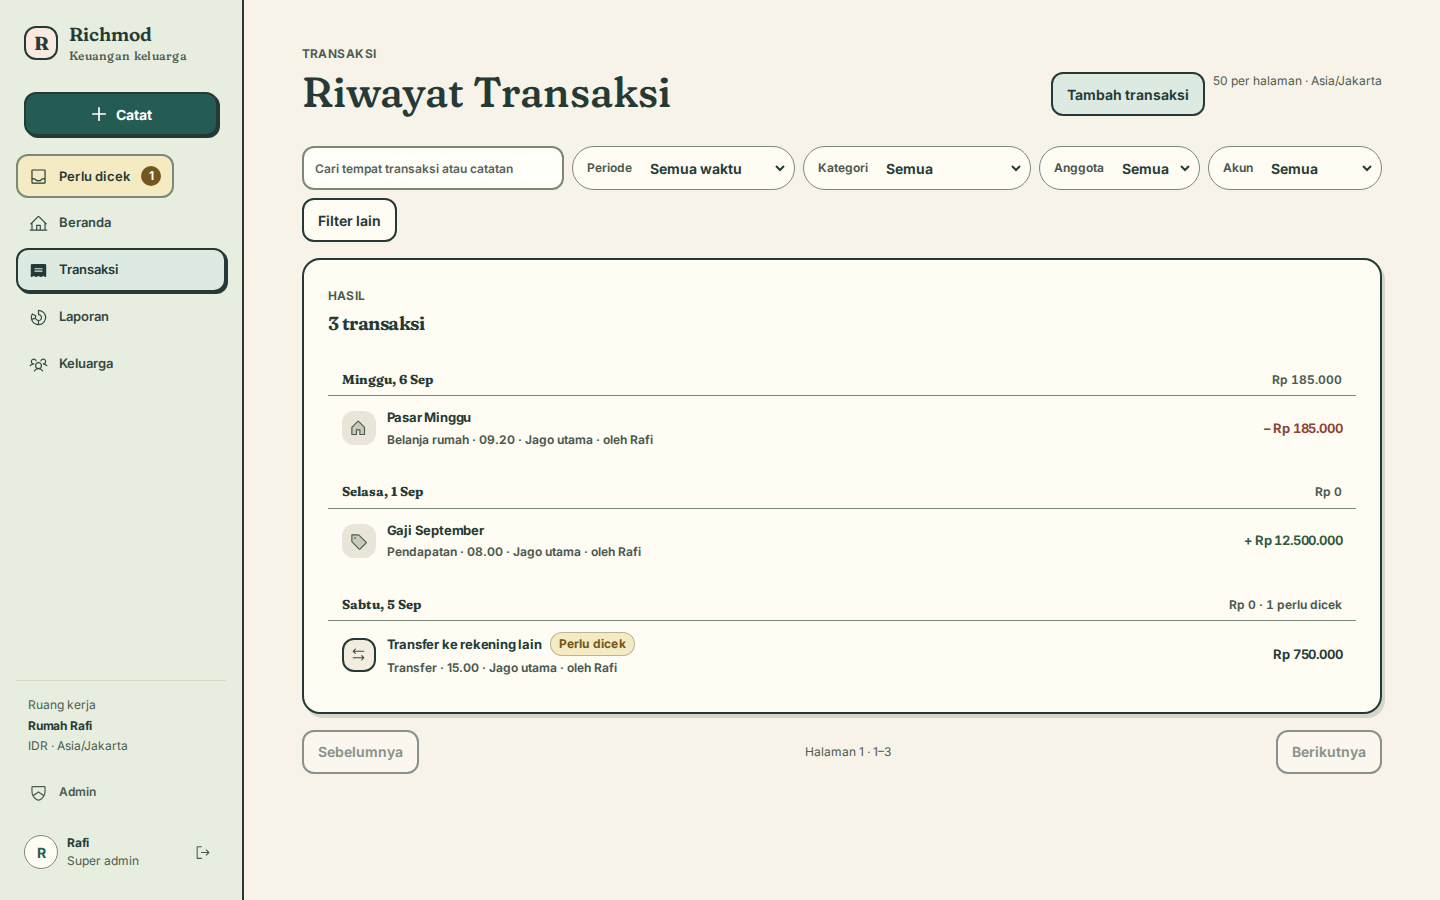 R
Richmod
Keuangan keluarga
Catat
Perlu dicek 1
Beranda
Transaksi
Laporan
Keluarga
Ruang kerja
Rumah Rafi
IDR · Asia/Jakarta
Admin
R
Rafi
Super admin
TRANSAKSI
Riwayat Transaksi
Tambah transaksi
50 per halaman · Asia/Jakarta
Cari tempat transaksi atau catatan
Periode Semua waktu
Kategori Semua
Anggota Semua
Akun Semua
Filter lain
HASIL
3 transaksi
Minggu, 6 Sep Rp 185.000
Pasar Minggu
Belanja rumah · 09.20 · Jago utama · oleh Rafi
− Rp 185.000
Selasa, 1 Sep Rp 0
Gaji September
Pendapatan · 08.00 · Jago utama · oleh Rafi
+ Rp 12.500.000
Sabtu, 5 Sep Rp 0 · 1 perlu dicek
Transfer ke rekening lain Perlu dicek
Transfer · 15.00 · Jago utama · oleh Rafi
Rp 750.000
Sebelumnya
Halaman 1 · 1–3
Berikutnya